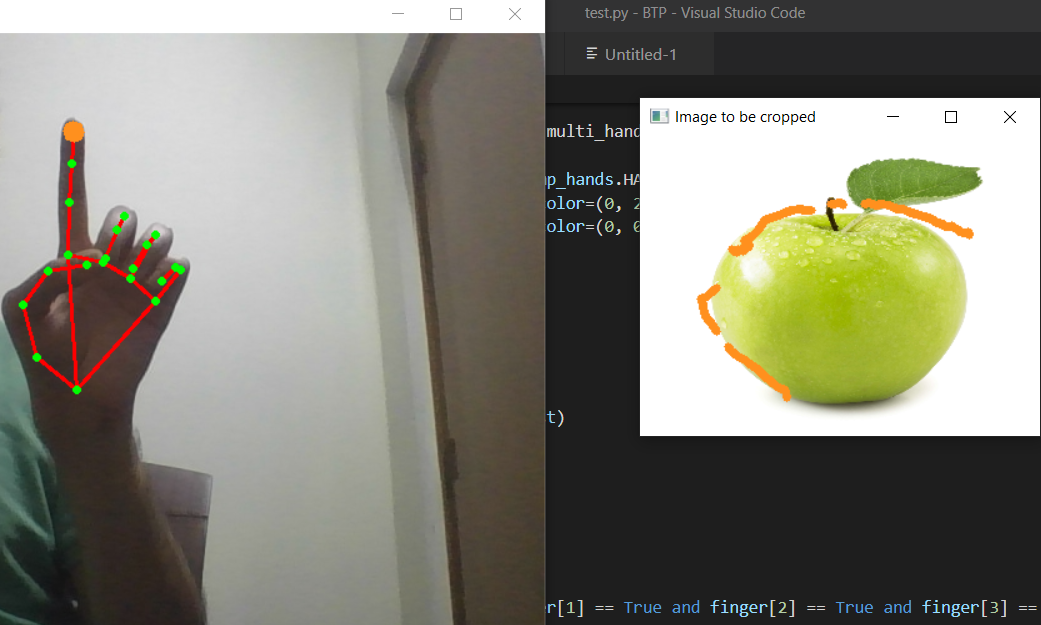 test.py - BTP - Visual Studio Code
Untitled-1
Image to be cropped
multi_hand
p_hands.HA
olor=(0, 2
olor=(0, 0
t)
r[1] == True and finger[2] == True and finger[3] ==